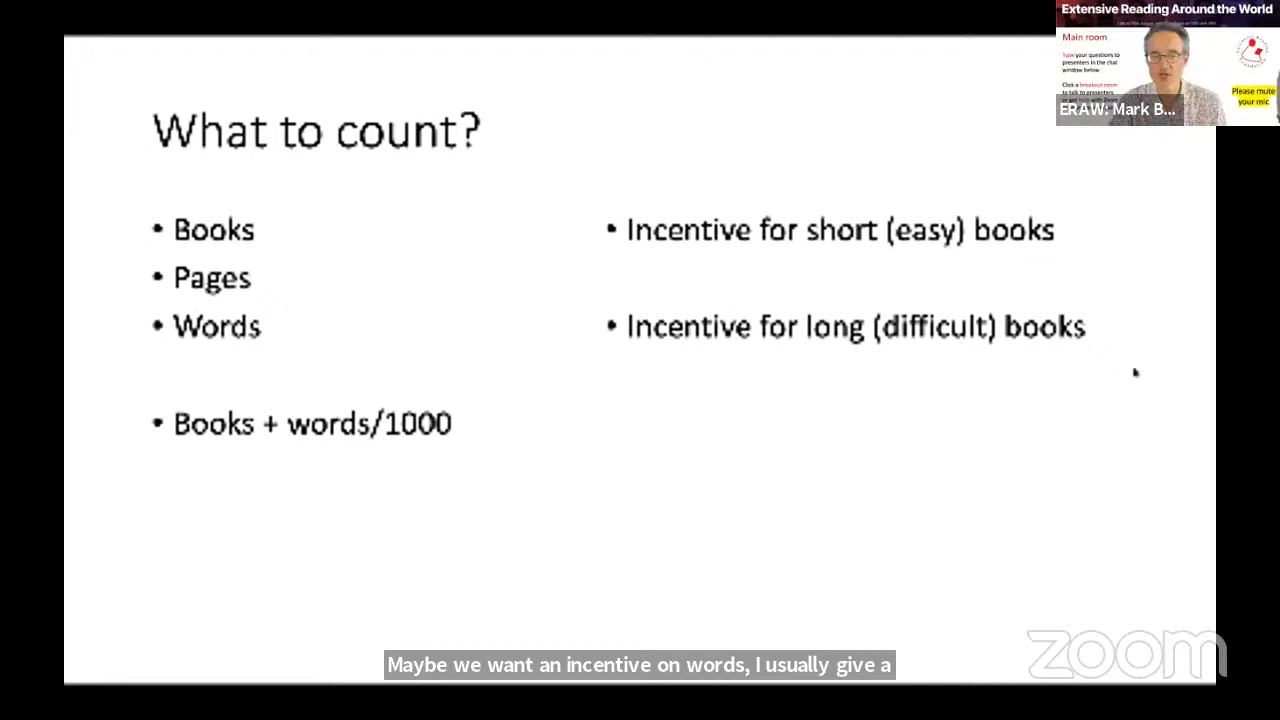 Extensive Reading Around the World
Main room
Type your questions to
presenters in the chat
window below
Click a breakout room
to talk to presenters
Please mute
your mic
ERAW: Mark B...
What to count?
• Books
• Incentive for short (easy) books
• Pages
• Words
• Incentive for long (difficult) books
• Books + words/1000
Maybe we want an incentive on words, I usually give a
zoom